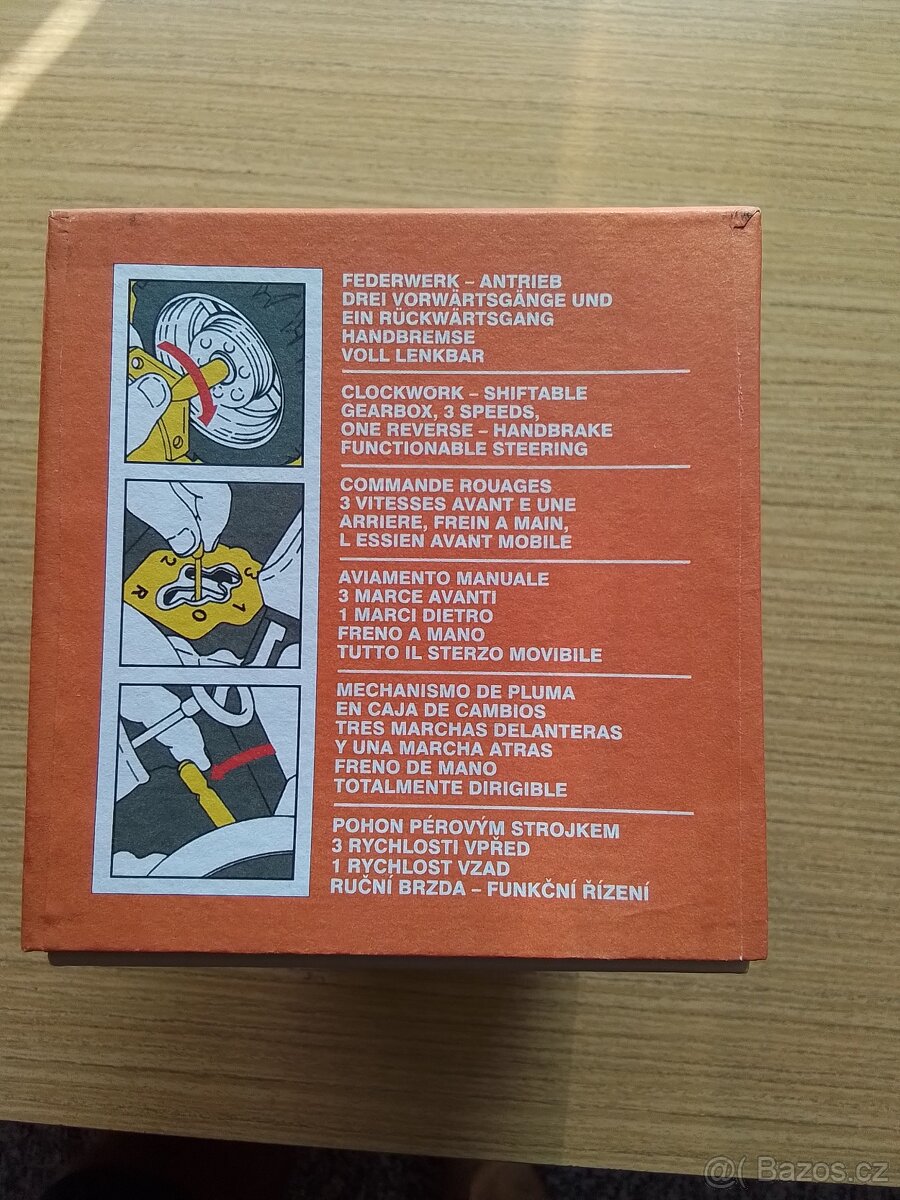 FEDERWERK – ANTRIEB
DREI VORWÄRTSGÄNGE UND
EIN RÜCKWÄRTSGANG
HANDBREMSE
VOLL LENKBAR
CLOCKWORK – SHIFTABLE
GEARBOX, 3 SPEEDS,
ONE REVERSE – HANDBRAKE
FUNCTIONABLE STEERING
COMMANDE ROUAGES
3 VITESSES AVANT E UNE
ARRIERE, FREIN A MAIN,
L ESSIEN AVANT MOBILE
AVIAMENTO MANUALE
3 MARCE AVANTI
1 MARCI DIETRO
FRENO A MANO
TUTTO IL STERZO MOVIBILE
MECHANISMO DE PLUMA
EN CAJA DE CAMBIOS
TRES MARCHAS DELANTERAS
Y UNA MARCHA ATRAS
FRENO DE MANO
TOTALMENTE DIRIGIBLE
POHON PÉROVÝM STROJKEM
3 RYCHLOSTI VPŘED
1 RYCHLOST VZAD
RUČNÍ BRZDA – FUNKČNÍ ŘÍZENÍ
2 3
R 0 1
@( Bazos.cz